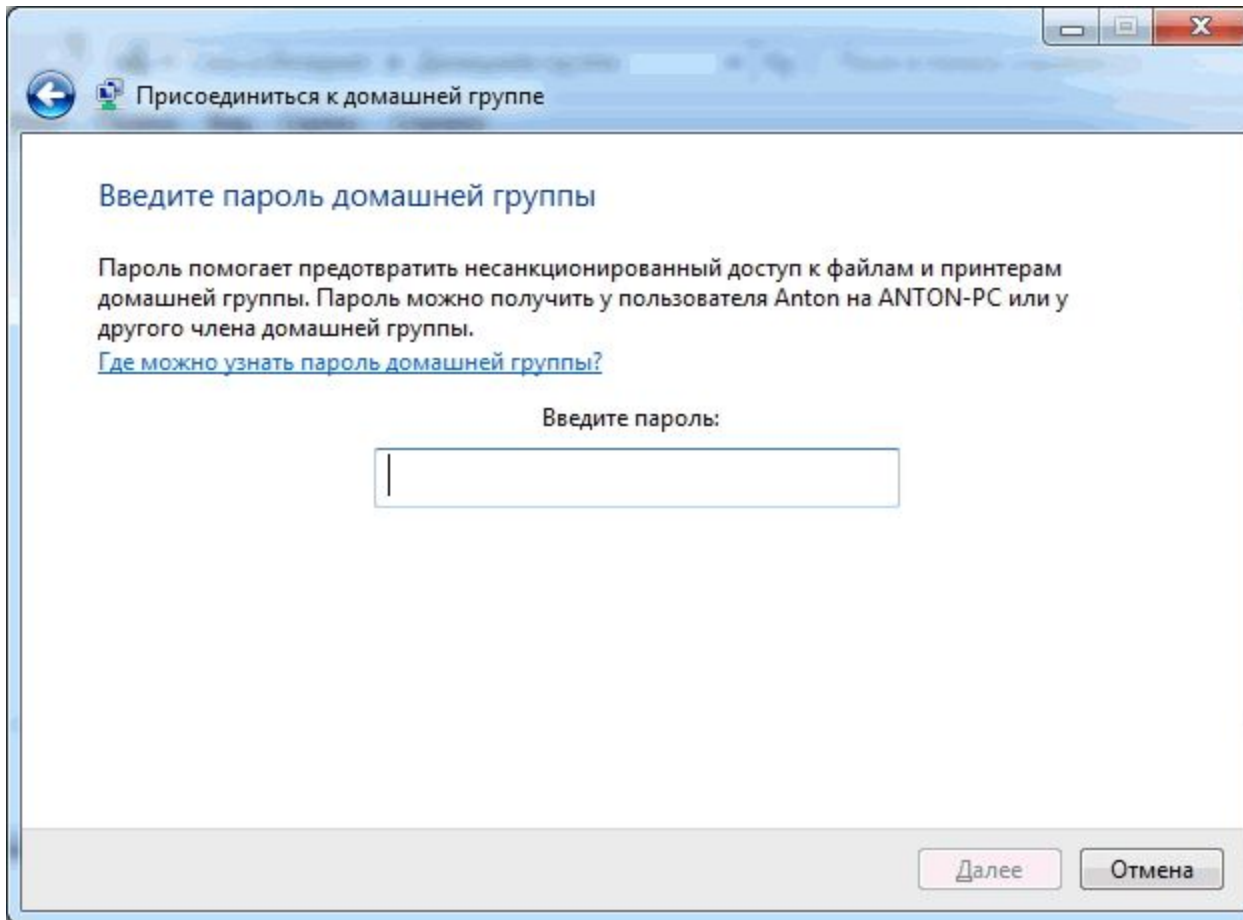 Присоединиться к домашней группе
Введите пароль домашней группы
Пароль помогает предотвратить несанкционированный доступ к файлам и принтерам
домашней группы. Пароль можно получить у пользователя Anton на ANTON-PC или у
другого члена домашней группы.
Где можно узнать пароль домашней группы?
Введите пароль:
Далее
Отмена